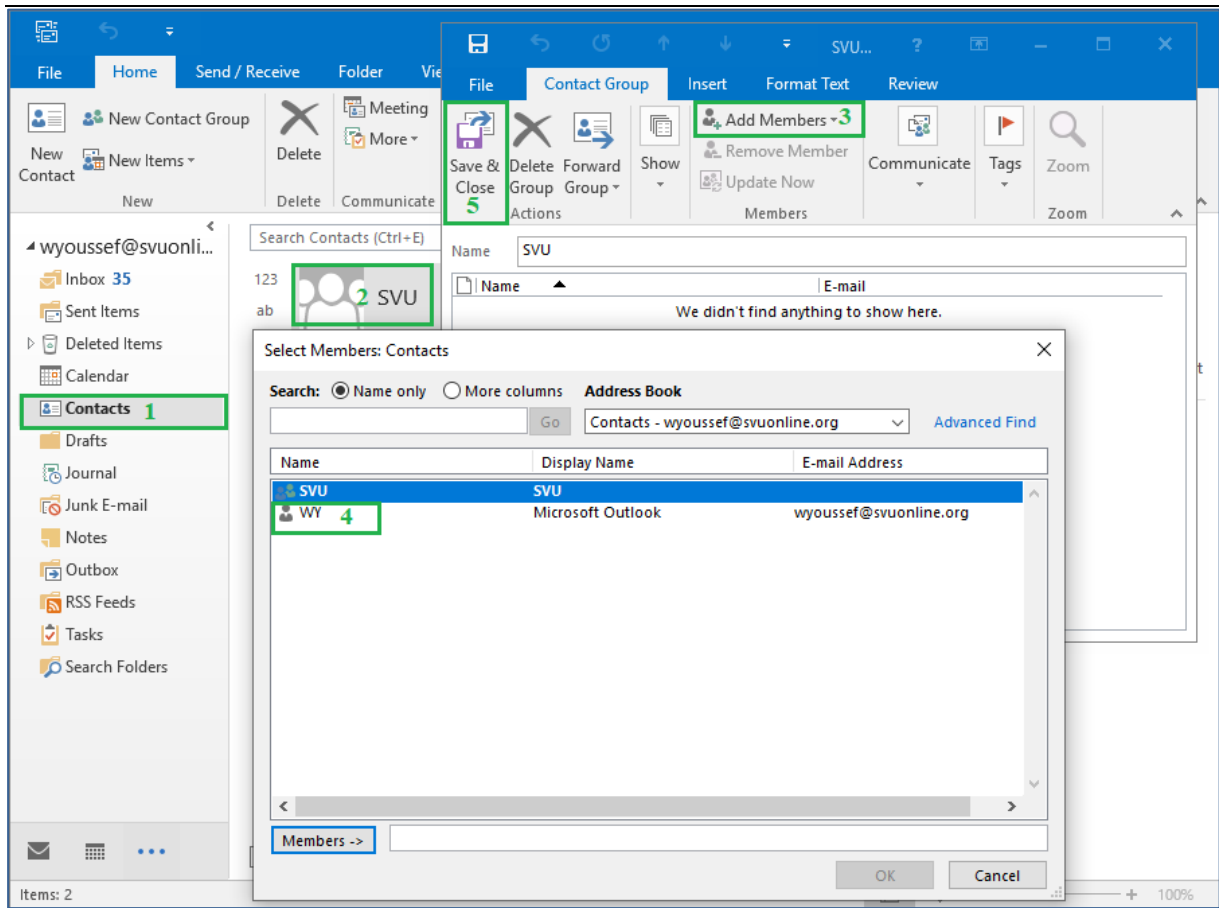 SVU...
?
File Home Send / Receive Folder Vie
File Contact Group Insert Format Text Review
New Contact Group
New Items
New
Contact
New
Delete
Delete
Meeting
More
Communicate
Save &
Close
5
Delete
Group
Forward
Group
Actions
Show
Add Members 3
Remove Member
Update Now
Members
Communicate
Tags
Zoom
Zoom
wyoussef@svuonli...
Inbox 35
Sent Items
Deleted Items
Calendar
Contacts 1
Drafts
Journal
Junk E-mail
Notes
Outbox
RSS Feeds
Tasks
Search Folders
Search Contacts (Ctrl+E)
123
ab
2 SVU
Name SVU
Name E-mail
We didn't find anything to show here.
t
Select Members: Contacts
Search: Name only More columns Address Book
Go Contacts - wyoussef@svuonline.org Advanced Find
Name Display Name E-mail Address
SVU SVU
WY 4 Microsoft Outlook wyoussef@svuonline.org
Members ->
OK Cancel
Items: 2
100%